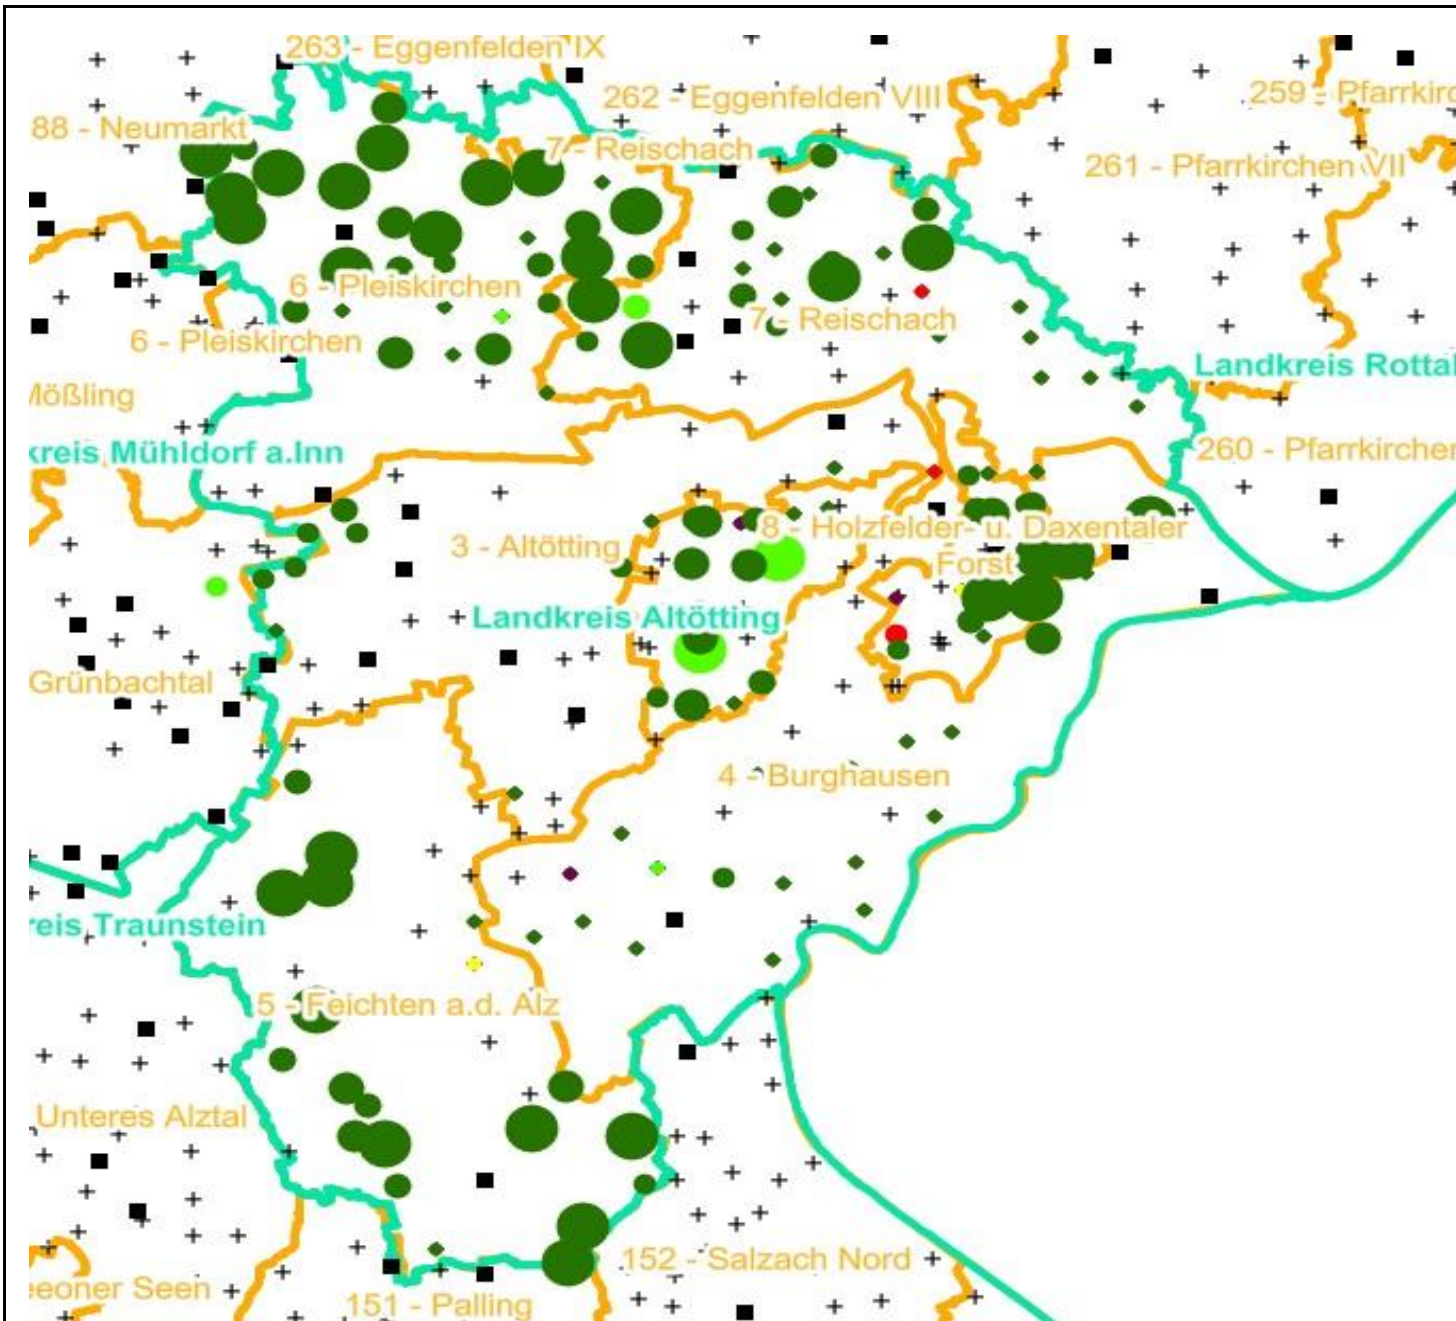 263 - Eggenfelden IX
262 - Eggenfelden VIII
259 - Pfarrkirc
88 - Neumarkt
7 - Reischach
261 - Pfarrkirchen VII
6 - Pleiskirchen
7 - Reischach
6 - Pleiskirchen
Landkreis Rottal
Mößling
kreis Mühldorf a.Inn
260 - Pfarrkirchen
8 - Holzfelder- u. Daxentaler
Forst
3 - Altötting
Landkreis Altötting
Grünbachtal
4 - Burghausen
reis Traunstein
5 - Feichten a.d. Alz
Unteres Alztal
152 - Salzach Nord
eeoner Seen
151 - Palling